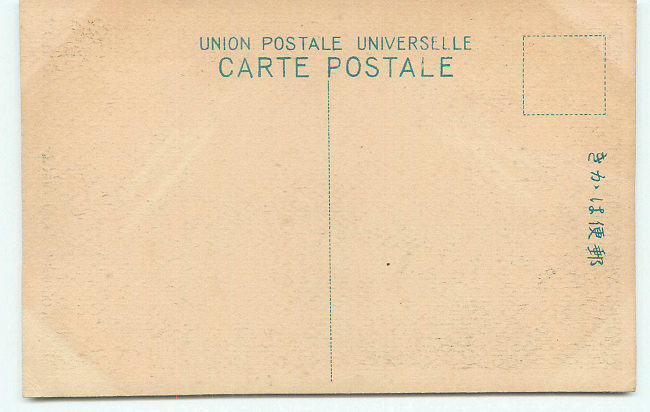 UNION POSTALE UNIVERSELLE
CARTE POSTALE
きかは便郵